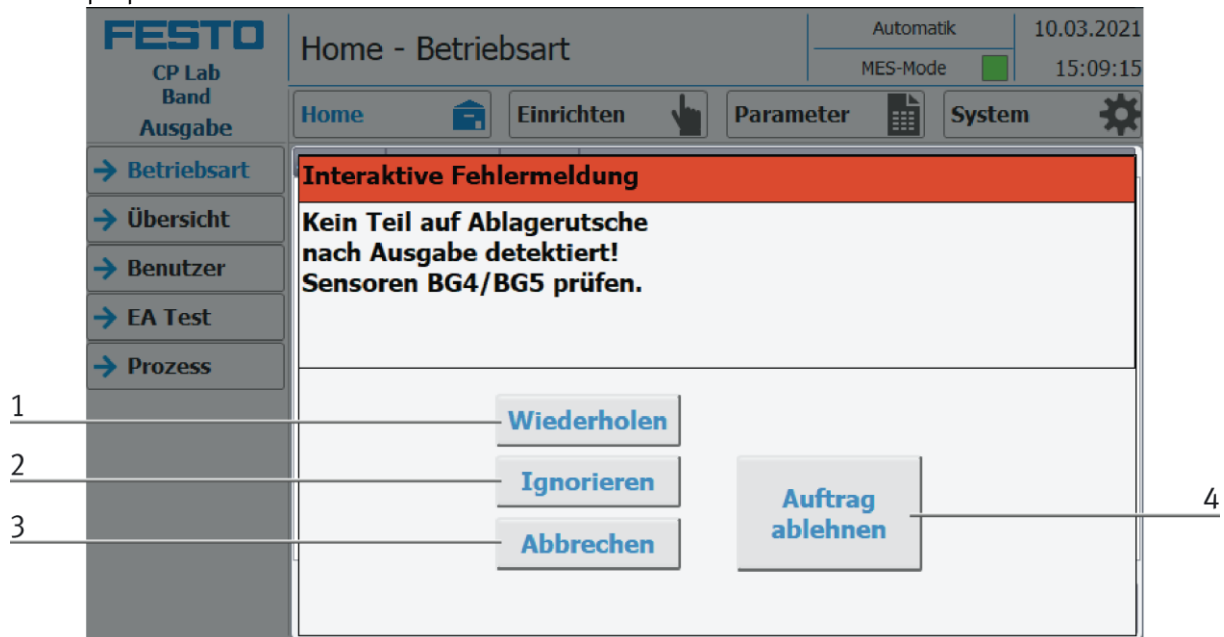 FESTO
CP Lab
Band
Ausgabe
Home - Betriebsart
Automatik
MES-Mode
10.03.2021
15:09:15
Home
Einrichten
Parameter
System
Betriebsart
Übersicht
Benutzer
EA Test
Prozess
Interaktive Fehlermeldung
Kein Teil auf Ablagerutsche
nach Ausgabe detektiert!
Sensoren BG4/BG5 prüfen.
1
Wiederholen
2
Ignorieren
3
Abbrechen
Auftrag
ablehnen
4